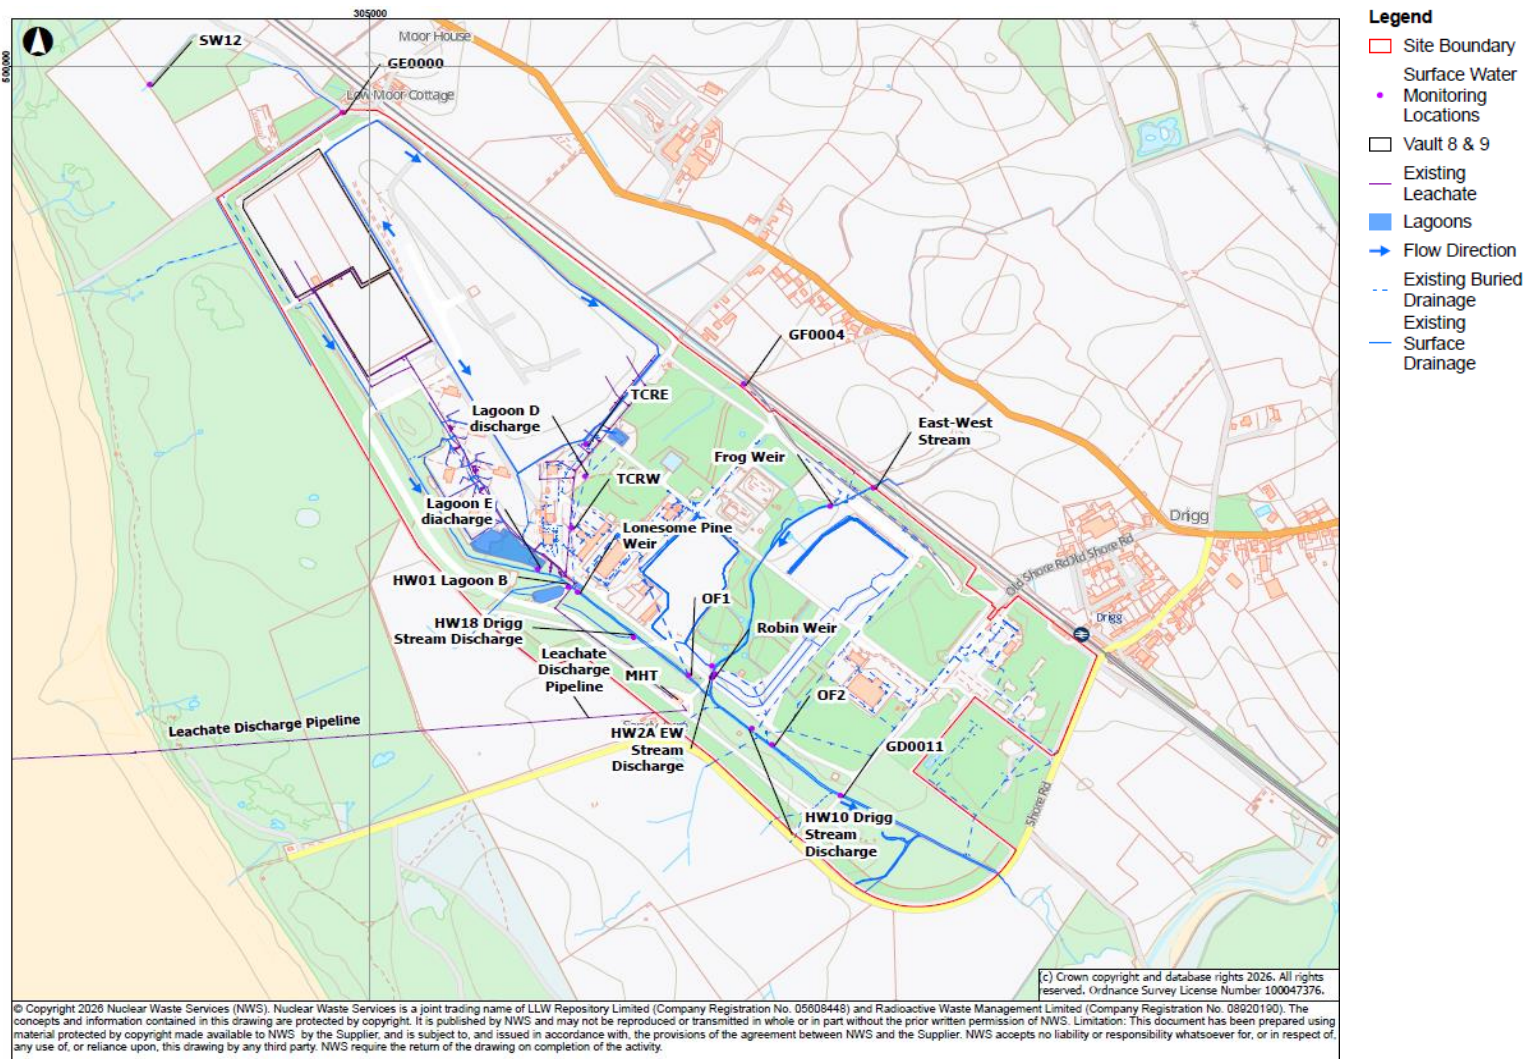 305000
500000
Moor House
SW12
GE0000
Low Moor Cottage
GF0004
TCRE
Lagoon D
discharge
East-West
Stream
Frog Weir
TCRW
Lagoon E
diacharge
Lonesome Pine
Weir
Drigg
Old Shore Rd
Old Shore Rd
HW01 Lagoon B
OF1
Drigg
HW18 Drigg
Stream Discharge
Robin Weir
Leachate
Discharge
Pipeline
MHT
OF2
Leachate Discharge Pipeline
HW2A EW
Stream
Discharge
GD0011
Shore Rd
HW10 Drigg
Stream
Discharge
Legend
Site Boundary
Surface Water
Monitoring
Locations
Vault 8 & 9
Existing
Leachate
Lagoons
Flow Direction
Existing Buried
Drainage
Existing
Surface
Drainage
(c) Crown copyright and database rights 2026. All rights
reserved. Ordnance Survey License Number 100047376.
© Copyright 2026 Nuclear Waste Services (NWS). Nuclear Waste Services is a joint trading name of LLW Repository Limited (Company Registration No. 05608448) and Radioactive Waste Management Limited (Company Registration No. 08920190). The
concepts and information contained in this drawing are protected by copyright. It is published by NWS and may not be reproduced or transmitted in whole or in part without the prior written permission of NWS. Limitation: This document has been prepared using
material protected by copyright made available to NWS by the Supplier, and is subject to, and issued in accordance with, the provisions of the agreement between NWS and the Supplier. NWS accepts no liability or responsibility whatsoever for, or in respect of,
any use of, or reliance upon, this drawing by any third party. NWS require the return of the drawing on completion of the activity.